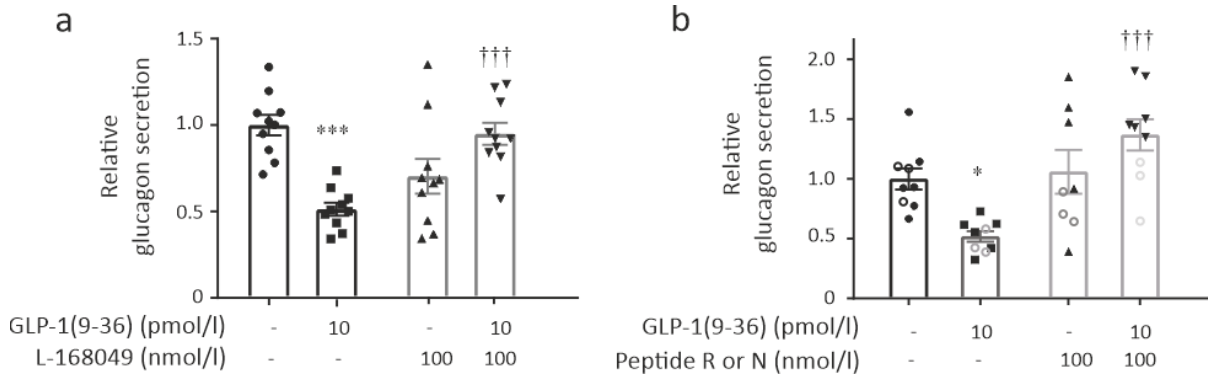 a
Relative
glucagon secretion
1.5
1.0
0.5
0
***
†††
GLP-1(9-36) (pmol/l)
- 10 - 10
L-168049 (nmol/l)
- - 100 100
b
Relative
glucagon secretion
2.0
1.5
1.0
0.5
0.0
*
†††
GLP-1(9-36) (pmol/l)
- 10 - 10
Peptide R or N (nmol/l)
- - 100 100